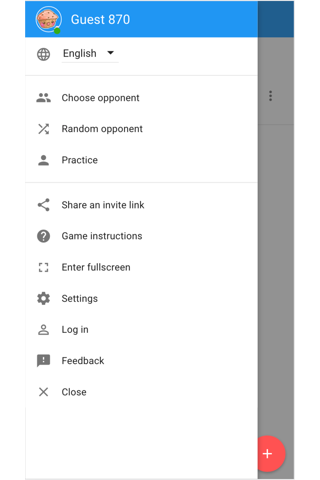 Guest 870
English
Choose opponent
Random opponent
Practice
Share an invite link
Game instructions
Enter fullscreen
Settings
Log in
Feedback
Close